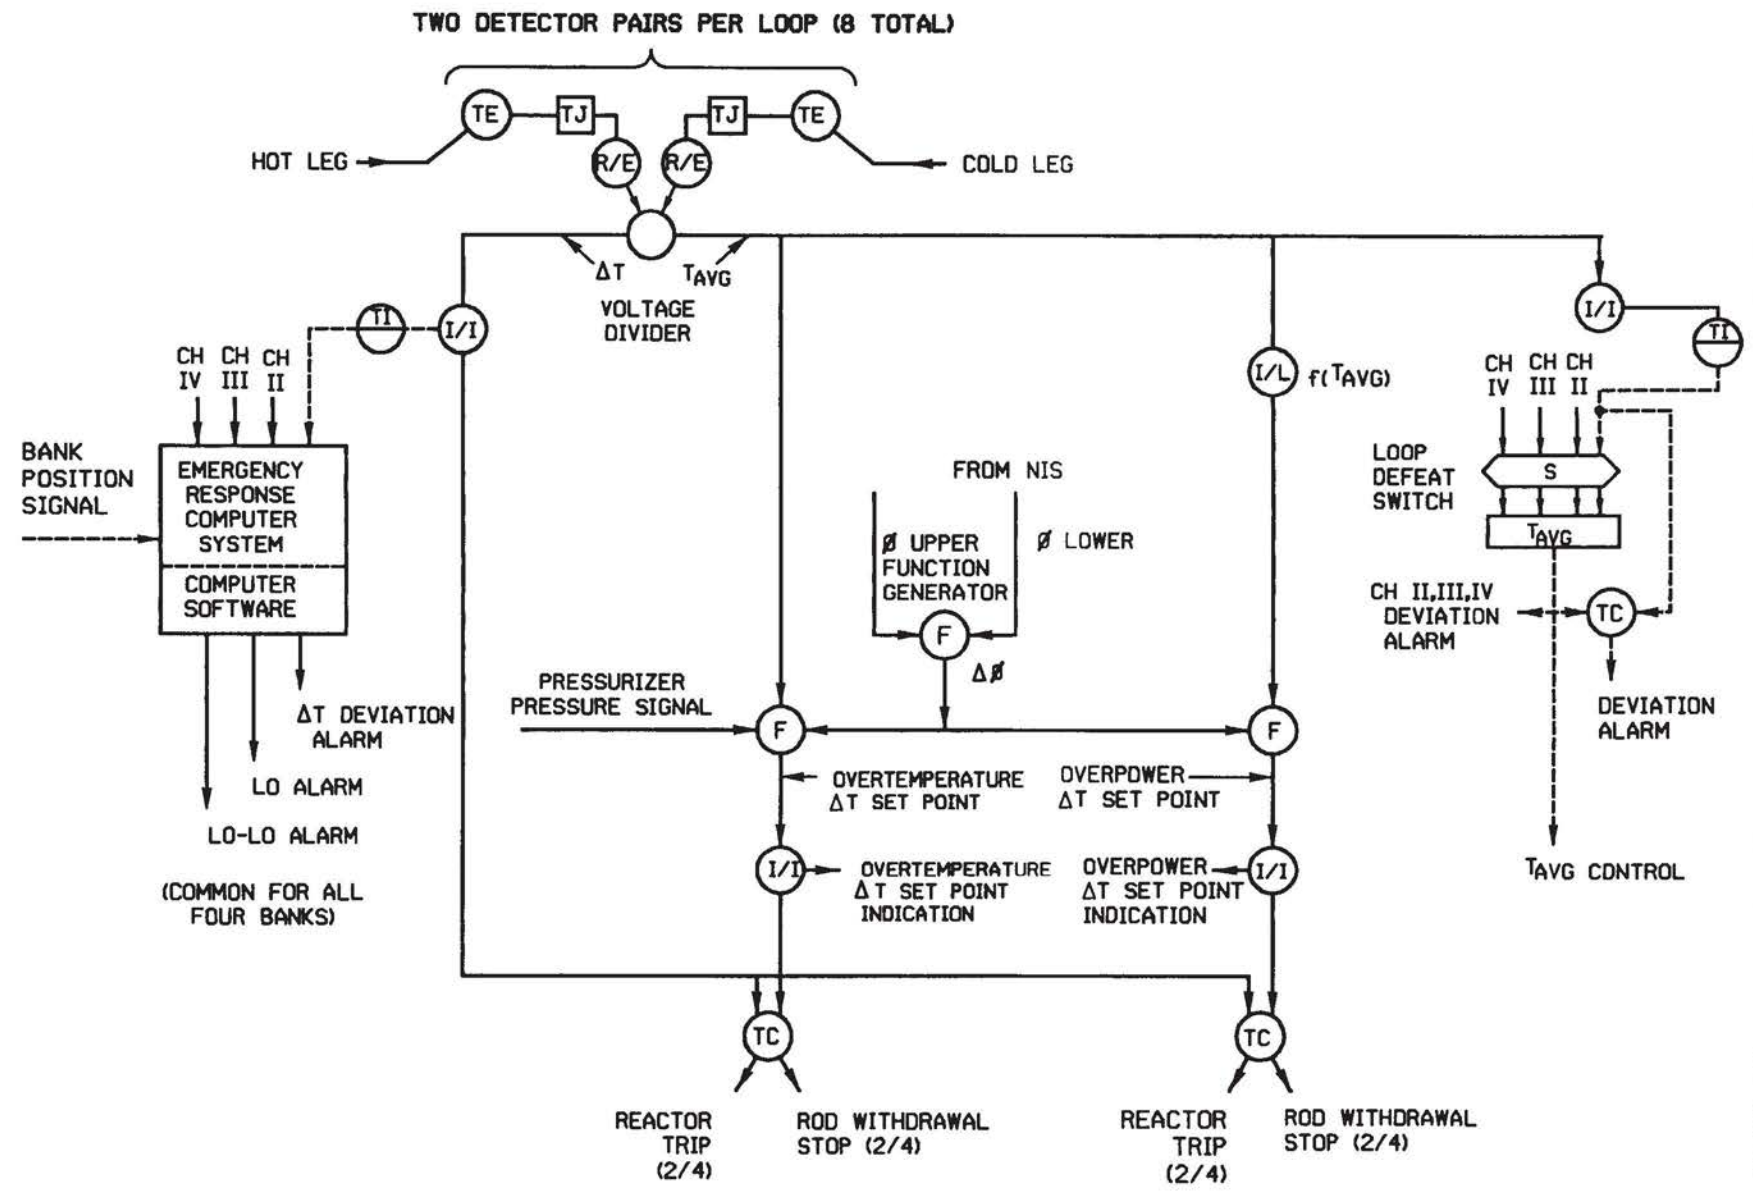 TWO DETECTOR PAIRS PER LOOP (8 TOTAL)
TE
TJ
TJ
TE
HOT LEG
R/E
R/E
COLD LEG
ΔT
TAVG
VOLTAGE
DIVIDER
TI
I/I
I/I
TI
CH
IV
CH
III
CH
II
I/L
f(TAVG)
CH
IV
CH
III
CH
II
BANK
POSITION
SIGNAL
EMERGENCY
RESPONSE
COMPUTER
SYSTEM
COMPUTER
SOFTWARE
FROM NIS
Ø UPPER
FUNCTION
GENERATOR
Ø LOWER
F
ΔØ
LOOP
DEFEAT
SWITCH
S
TAVG
CH II,III,IV
DEVIATION
ALARM
TC
DEVIATION
ALARM
PRESSURIZER
PRESSURE SIGNAL
F
F
ΔT DEVIATION
ALARM
LO ALARM
LO-LO ALARM
(COMMON FOR ALL
FOUR BANKS)
OVERTEMPERATURE
ΔT SET POINT
OVERPOWER
ΔT SET POINT
I/I
OVERTEMPERATURE
ΔT SET POINT
INDICATION
OVERPOWER
ΔT SET POINT
INDICATION
I/I
TAVG CONTROL
TC
TC
REACTOR
TRIP
(2/4)
ROD WITHDRAWAL
STOP (2/4)
REACTOR
TRIP
(2/4)
ROD WITHDRAWAL
STOP (2/4)